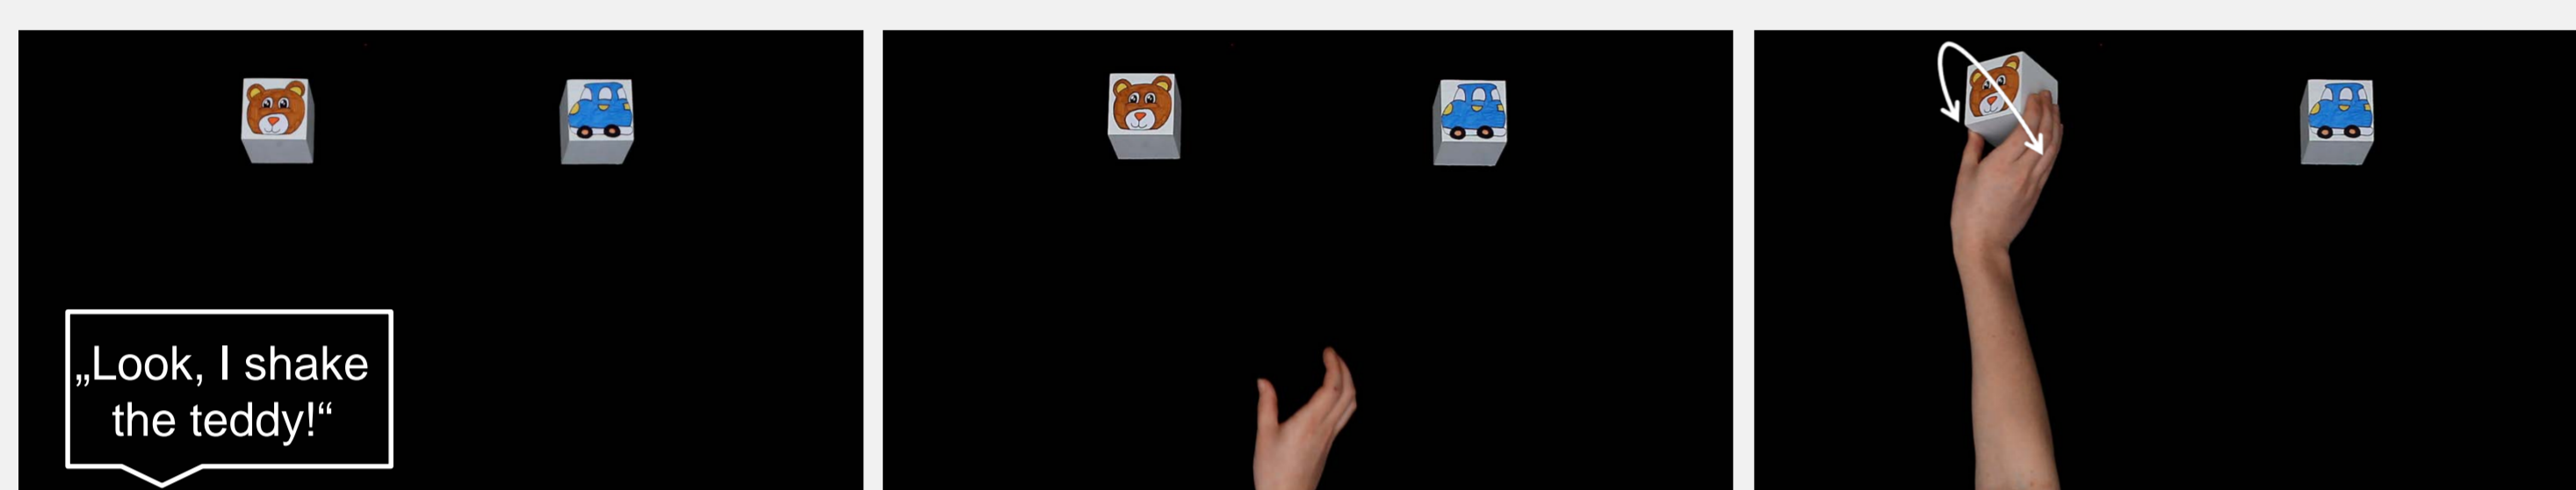 „Look, I shake
the teddy!“